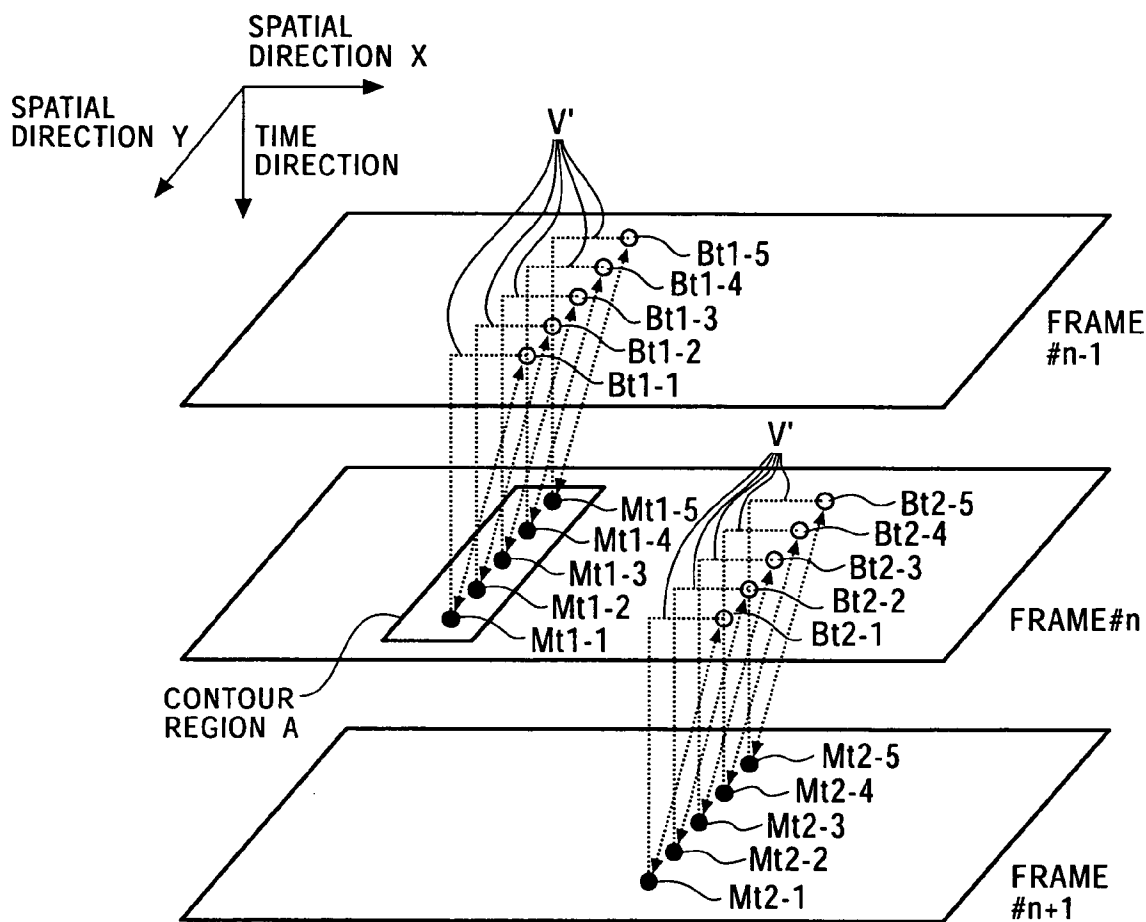 SPATIAL
DIRECTION X
SPATIAL
DIRECTION Y
TIME
DIRECTION
V'
Bt1-5
Bt1-4
Bt1-3
Bt1-2
Bt1-1
FRAME
#n-1
V'
Mt1-5
Mt1-4
Mt1-3
Mt1-2
Mt1-1
Bt2-5
Bt2-4
Bt2-3
Bt2-2
Bt2-1
FRAME#n
CONTOUR
REGION A
Mt2-5
Mt2-4
Mt2-3
Mt2-2
Mt2-1
FRAME
#n+1